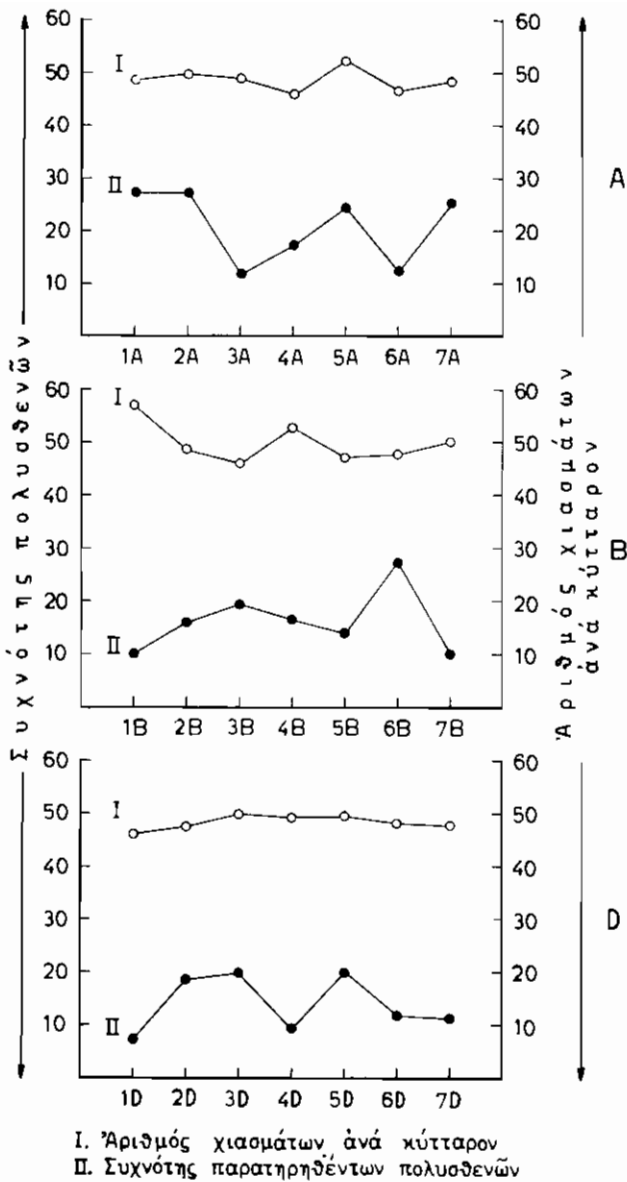 Συχνότης πολυσθενῶν
Ἀριθμός χιασμάτων
ἀνά κύτταρον
60 60
50 50
40 40
30 30
20 20
10 10
I
II
A
1A 2A 3A 4A 5A 6A 7A
60 60
50 50
40 40
30 30
20 20
10 10
I
II
B
1B 2B 3B 4B 5B 6B 7B
60 60
50 50
40 40
30 30
20 20
10 10
I
II
D
1D 2D 3D 4D 5D 6D 7D
I. Ἀριθμός χιασμάτων ἀνά κύτταρον
II. Συχνότης παρατηρηθέντων πολυσθενῶν